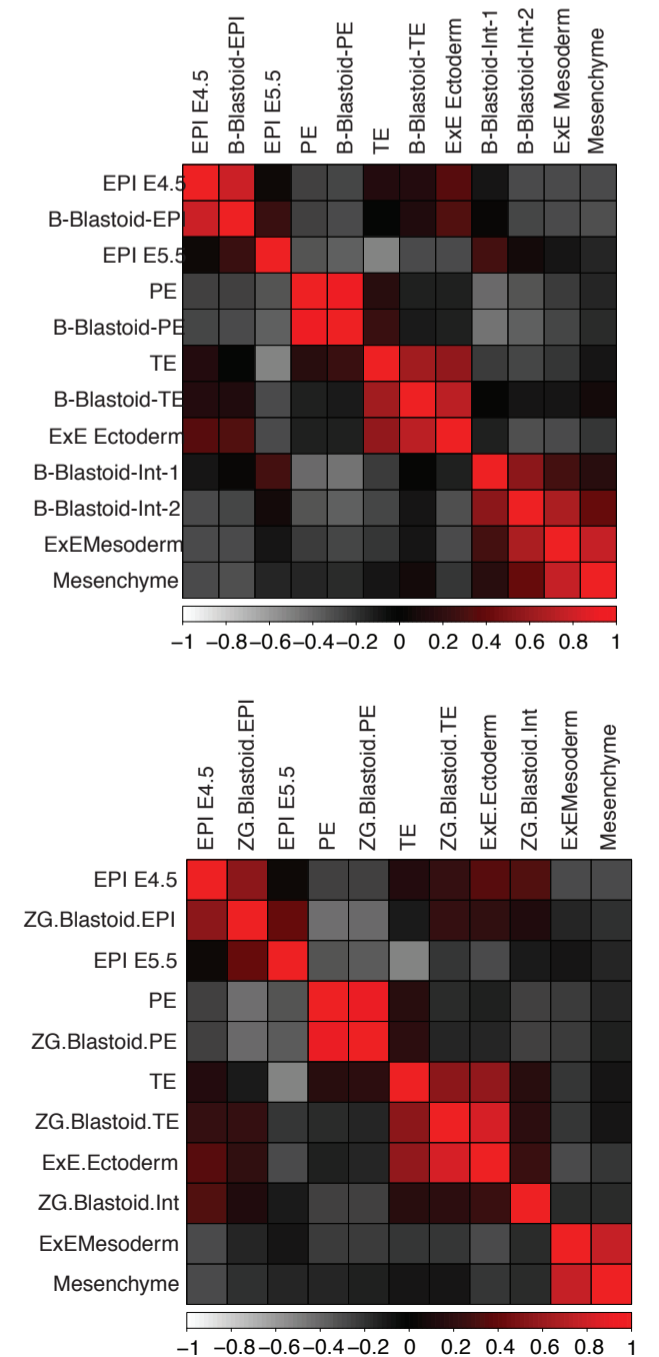 EPI E4.5
B-Blastoid-EPI
EPI E5.5
PE
B-Blastoid-PE
TE
B-Blastoid-TE
ExE Ectoderm
B-Blastoid-Int-1
B-Blastoid-Int-2
ExE Mesoderm
Mesenchyme
EPI E4.5
B-Blastoid-EPI
EPI E5.5
PE
B-Blastoid-PE
TE
B-Blastoid-TE
ExE Ectoderm
B-Blastoid-Int-1
B-Blastoid-Int-2
ExEMesoderm
Mesenchyme
−1 −0.8 −0.6 −0.4 −0.2 0 0.2 0.4 0.6 0.8 1
EPI E4.5
ZG.Blastoid.EPI
EPI E5.5
PE
ZG.Blastoid.PE
TE
ZG.Blastoid.TE
ExE.Ectoderm
ZG.Blastoid.Int
ExEMesoderm
Mesenchyme
EPI E4.5
ZG.Blastoid.EPI
EPI E5.5
PE
ZG.Blastoid.PE
TE
ZG.Blastoid.TE
ExE.Ectoderm
ZG.Blastoid.Int
ExEMesoderm
Mesenchyme
−1 −0.8 −0.6 −0.4 −0.2 0 0.2 0.4 0.6 0.8 1